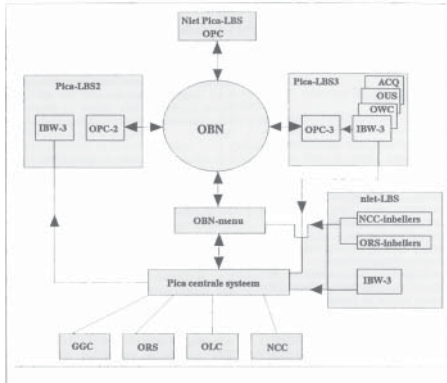 Niet Pica-LBS
OPC
Pica-LBS2
IBW-3
OPC-2
OBN
Pica-LBS3
ACQ
OUS
OWC
OPC-3
IBW-3
OBN-menu
niet-LBS
NCC-inbellers
ORS-inbellers
IBW-3
Pica centrale systeem
GGC
ORS
OLC
NCC